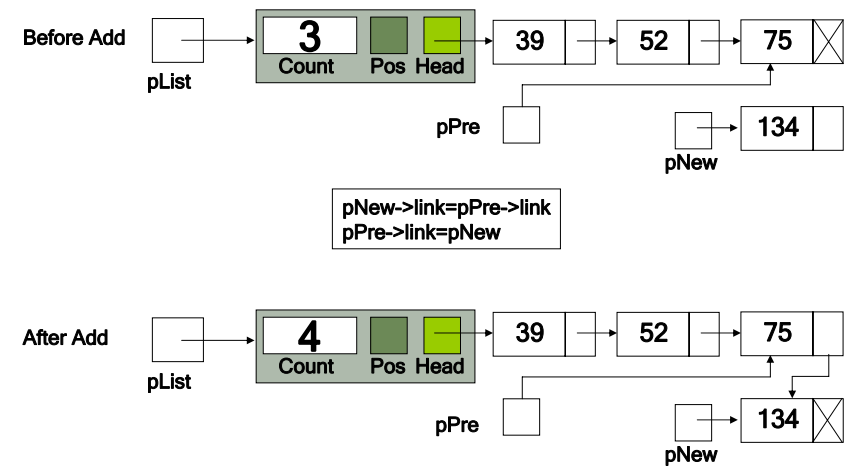 Before Add
pList
3
Count Pos Head
39
52
75
pPre
pNew
134
pNew->link=pPre->link
pPre->link=pNew
After Add
pList
4
Count Pos Head
39
52
75
pPre
pNew
134